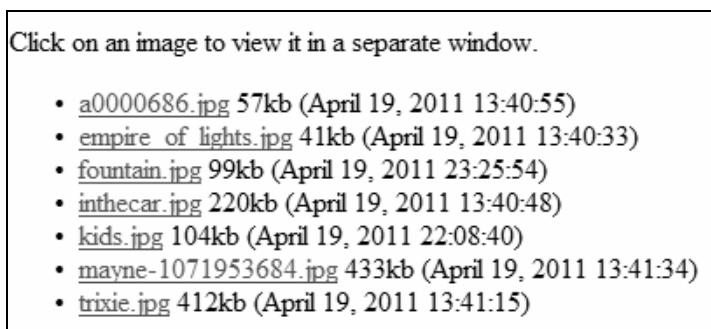 Click on an image to view it in a separate window.
• a0000686.jpg 57kb (April 19, 2011 13:40:55)
• empire_of_lights.jpg 41kb (April 19, 2011 13:40:33)
• fountain.jpg 99kb (April 19, 2011 23:25:54)
• inthecar.jpg 220kb (April 19, 2011 13:40:48)
• kids.jpg 104kb (April 19, 2011 22:08:40)
• mayne-1071953684.jpg 433kb (April 19, 2011 13:41:34)
• trixie.jpg 412kb (April 19, 2011 13:41:15)